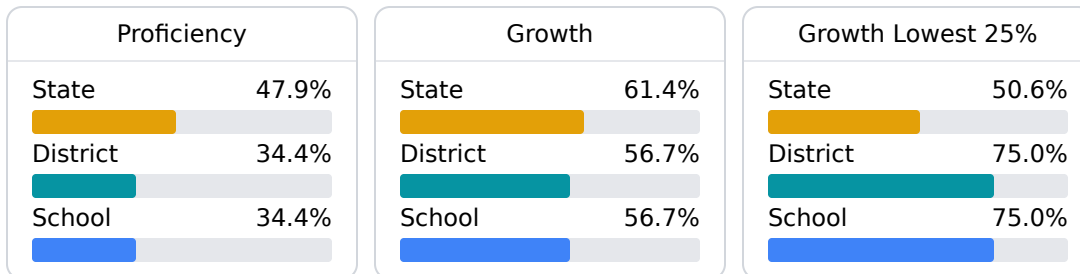 Proficiency
State 47.9%
District 34.4%
School 34.4%
Growth
State 61.4%
District 56.7%
School 56.7%
Growth Lowest 25%
State 50.6%
District 75.0%
School 75.0%